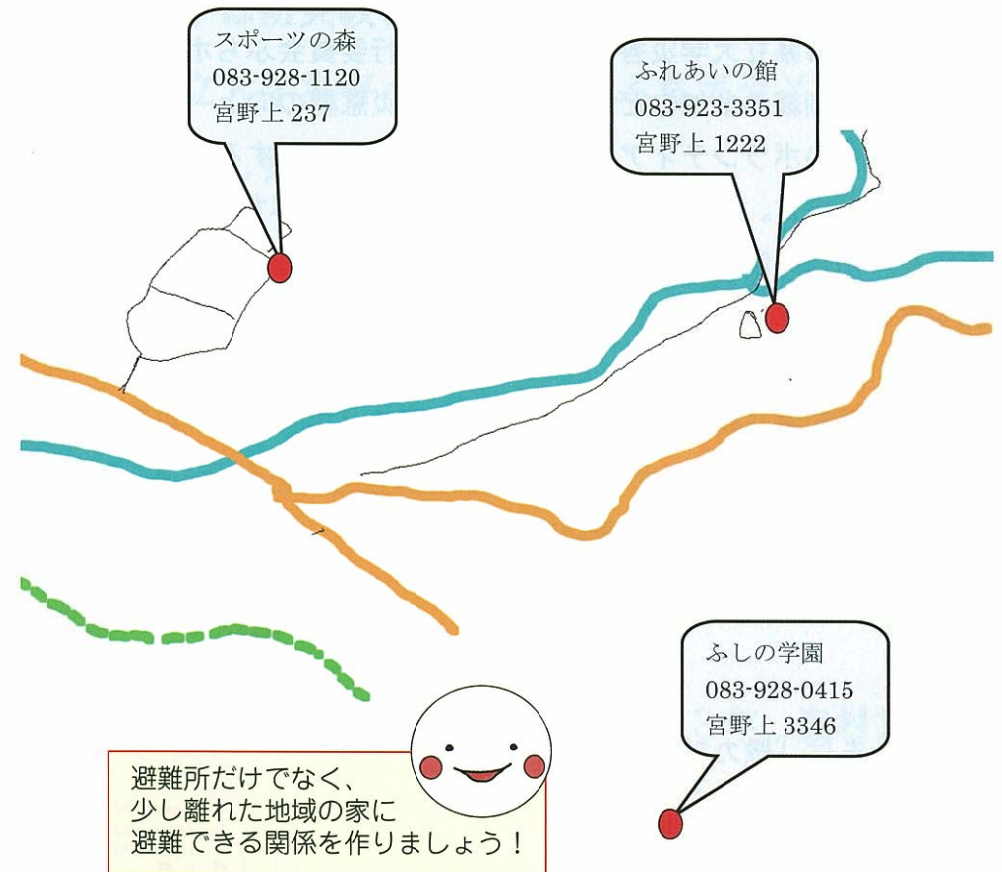 スポーツの森
083-928-1120
宮野上 237
ふれあいの館
083-923-3351
宮野上 1222
ふしの学園
083-928-0415
宮野上 3346
避難所だけでなく、
少し離れた地域の家に
避難できる関係を作りましょう！